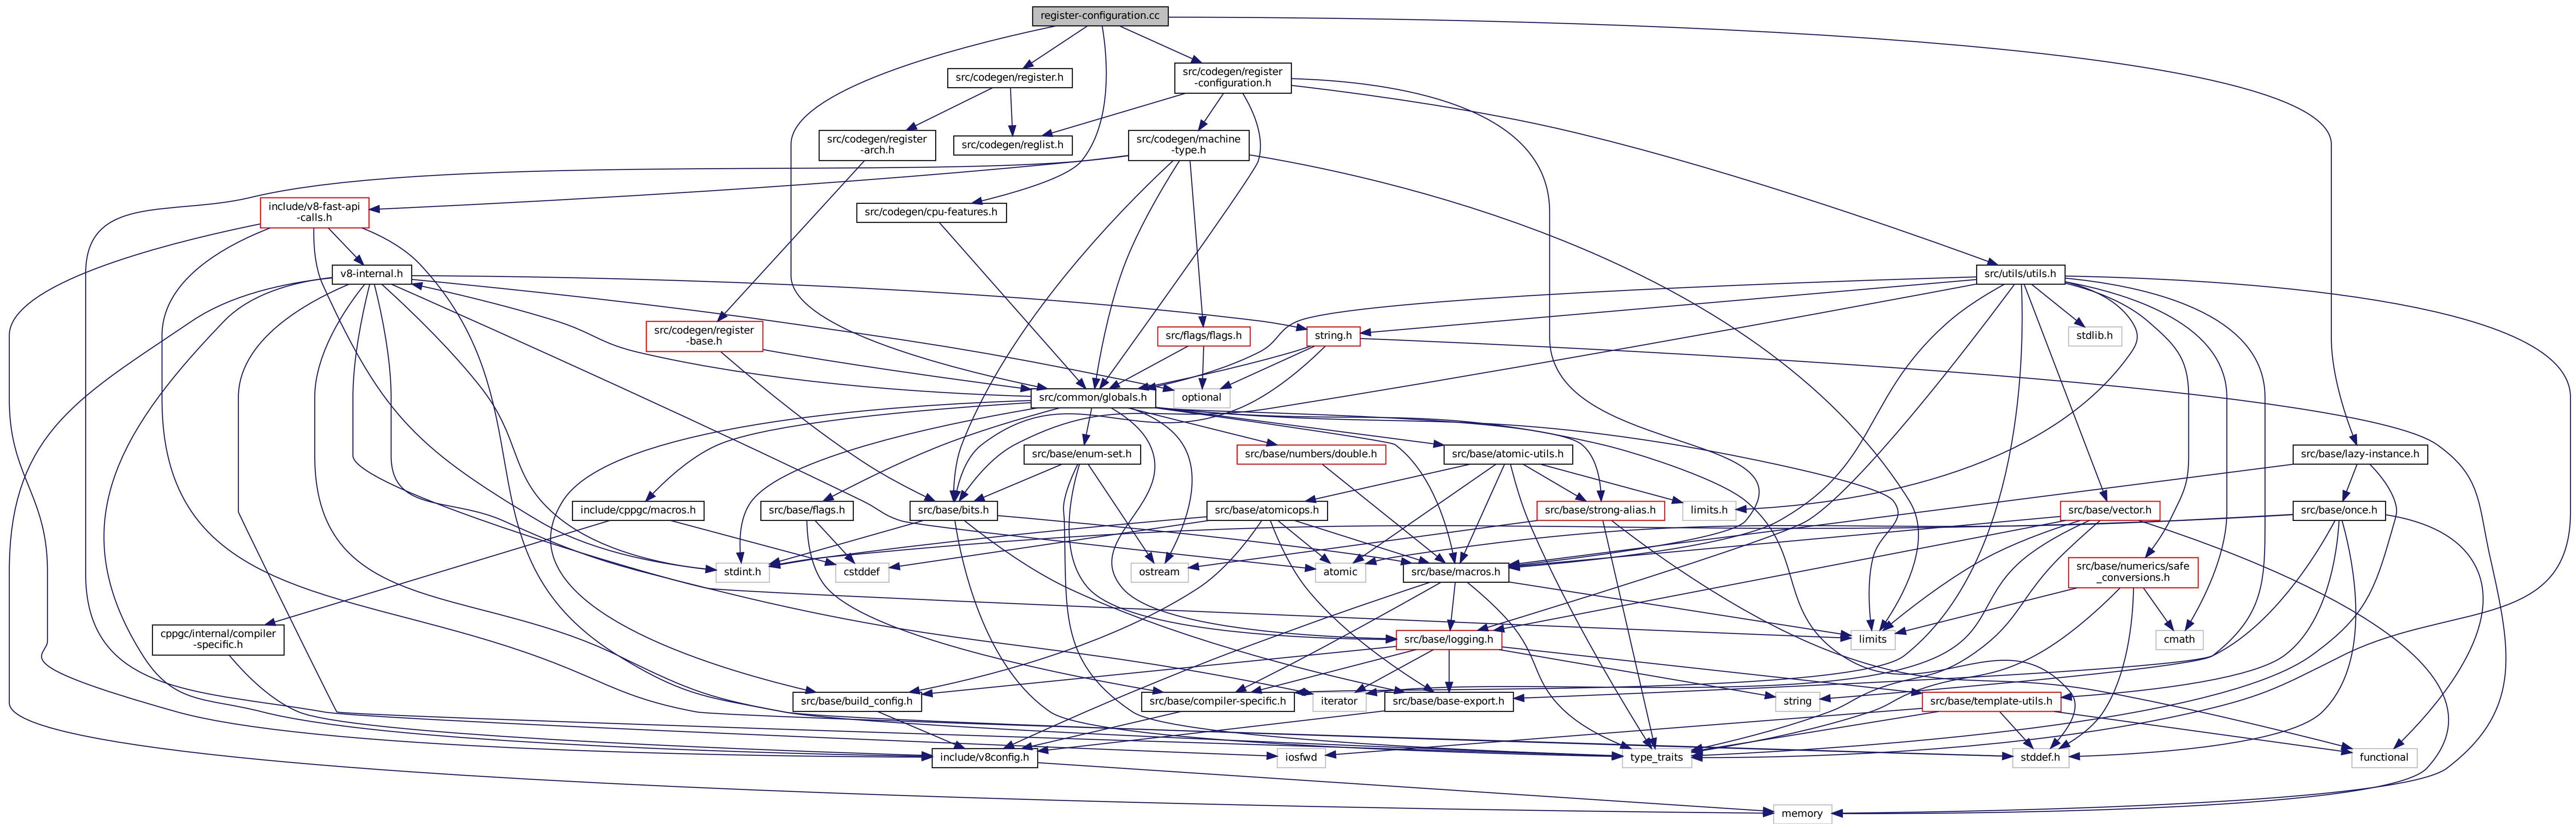 register-configuration.cc
src/codegen/register.h
src/codegen/register
-configuration.h
src/codegen/register
-arch.h
src/codegen/reglist.h
src/codegen/machine
-type.h
include/v8-fast-api
-calls.h
src/codegen/cpu-features.h
v8-internal.h
src/utils/utils.h
src/codegen/register
-base.h
src/flags/flags.h
string.h
stdlib.h
src/common/globals.h
optional
src/base/enum-set.h
src/base/numbers/double.h
src/base/atomic-utils.h
src/base/lazy-instance.h
include/cppgc/macros.h
src/base/flags.h
src/base/bits.h
src/base/atomicops.h
src/base/strong-alias.h
limits.h
src/base/vector.h
src/base/once.h
stdint.h
cstddef
ostream
atomic
src/base/macros.h
src/base/numerics/safe
_conversions.h
cppgc/internal/compiler
-specific.h
src/base/logging.h
limits
cmath
src/base/build_config.h
src/base/compiler-specific.h
iterator
src/base/base-export.h
string
src/base/template-utils.h
include/v8config.h
iosfwd
type_traits
stddef.h
functional
memory